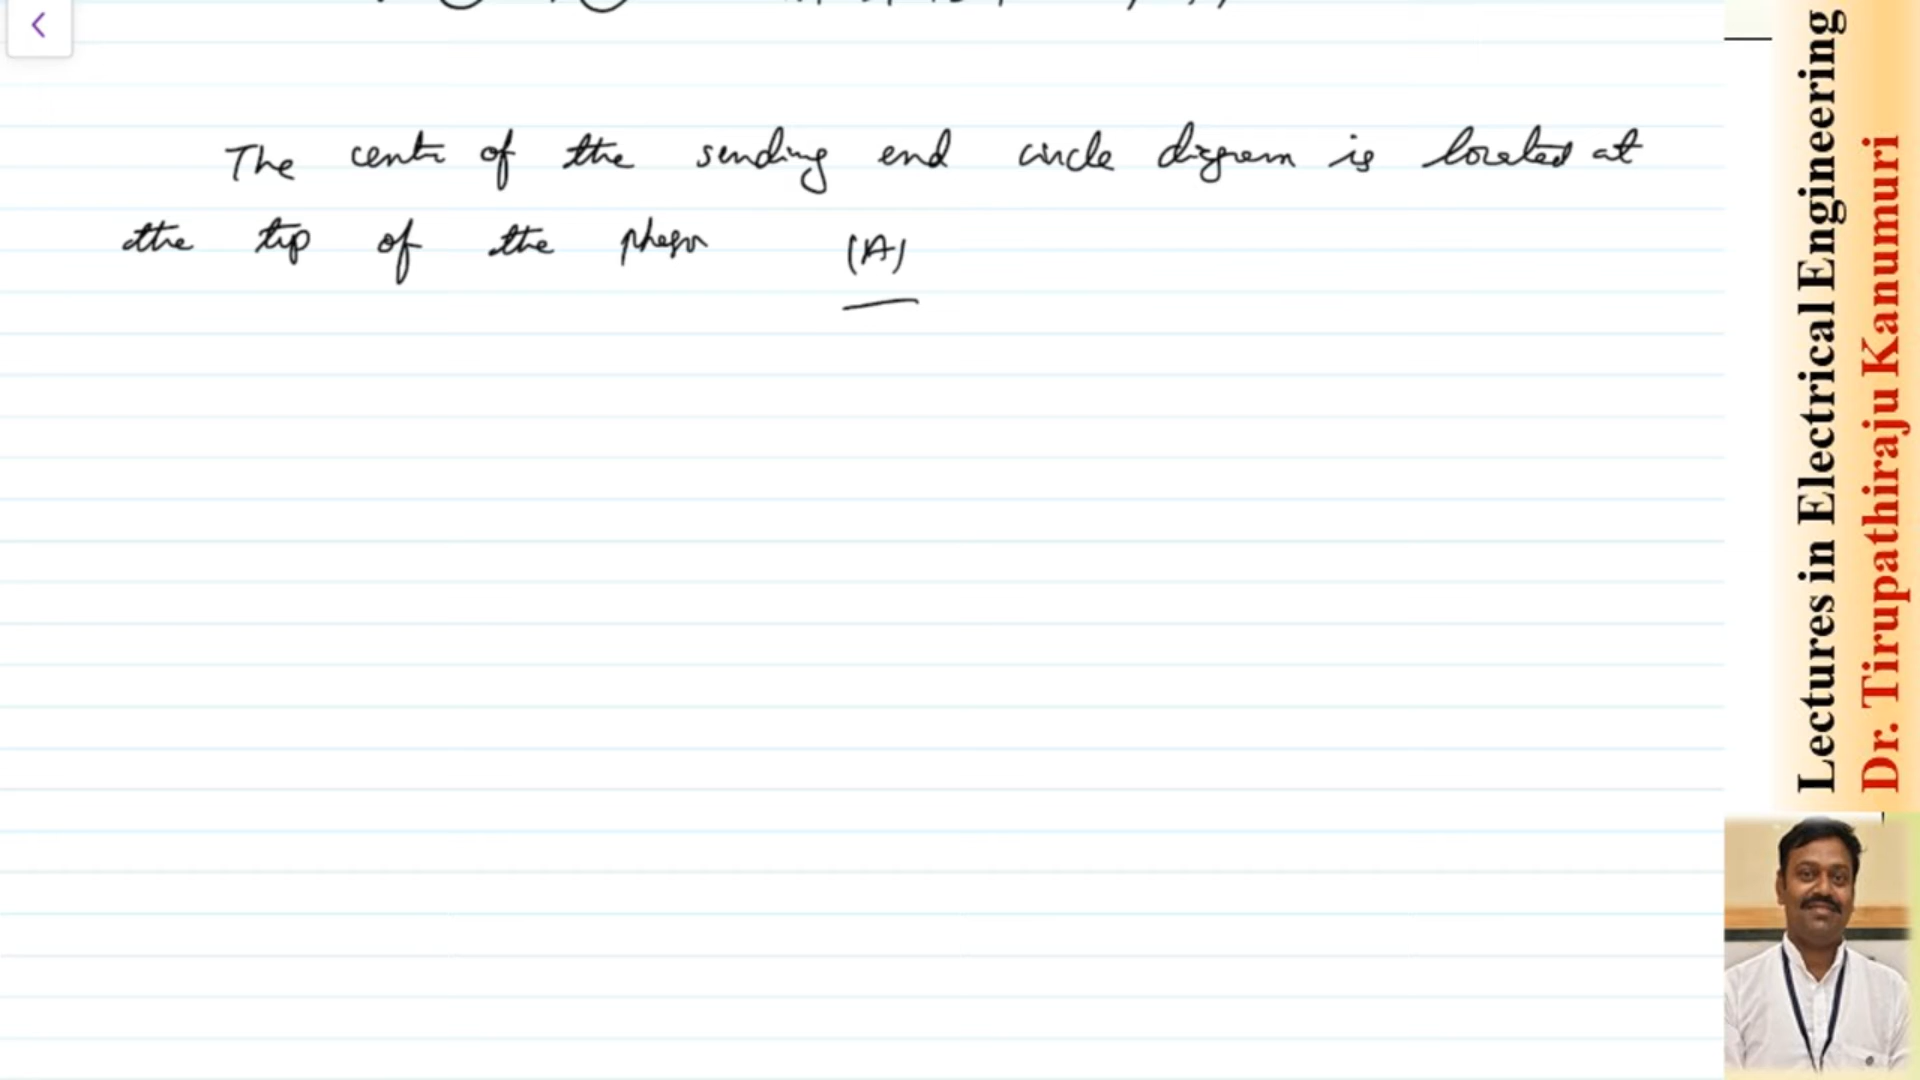 The centre of the sending end circle diagram is located at
the tip of the phasor (A)
Lectures in Electrical Engineering
Dr. Tirupathiraju Kanumuri